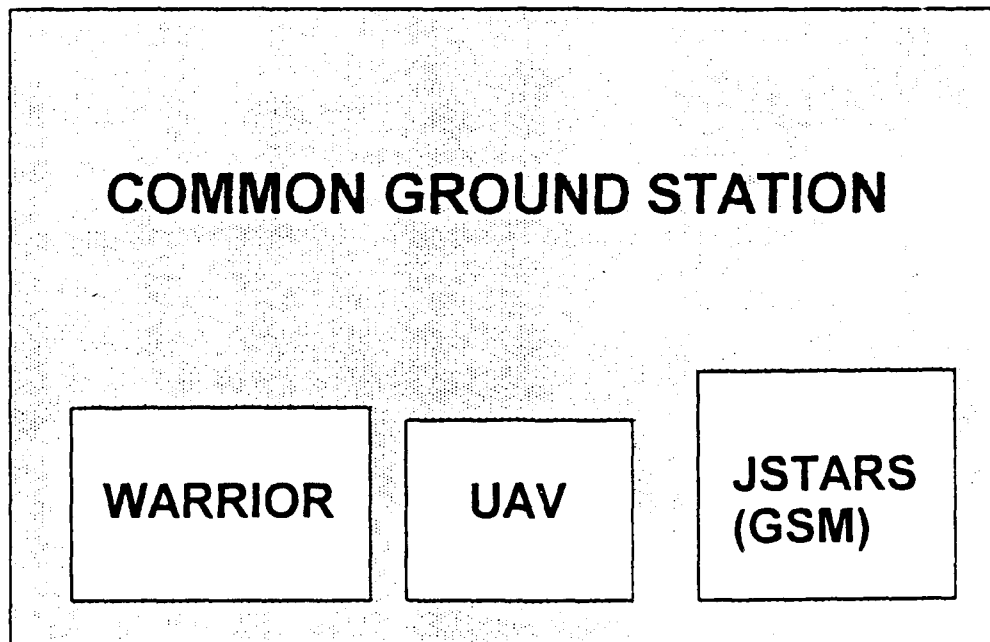 COMMON GROUND STATION
WARRIOR
UAV
JSTARS
(GSM)